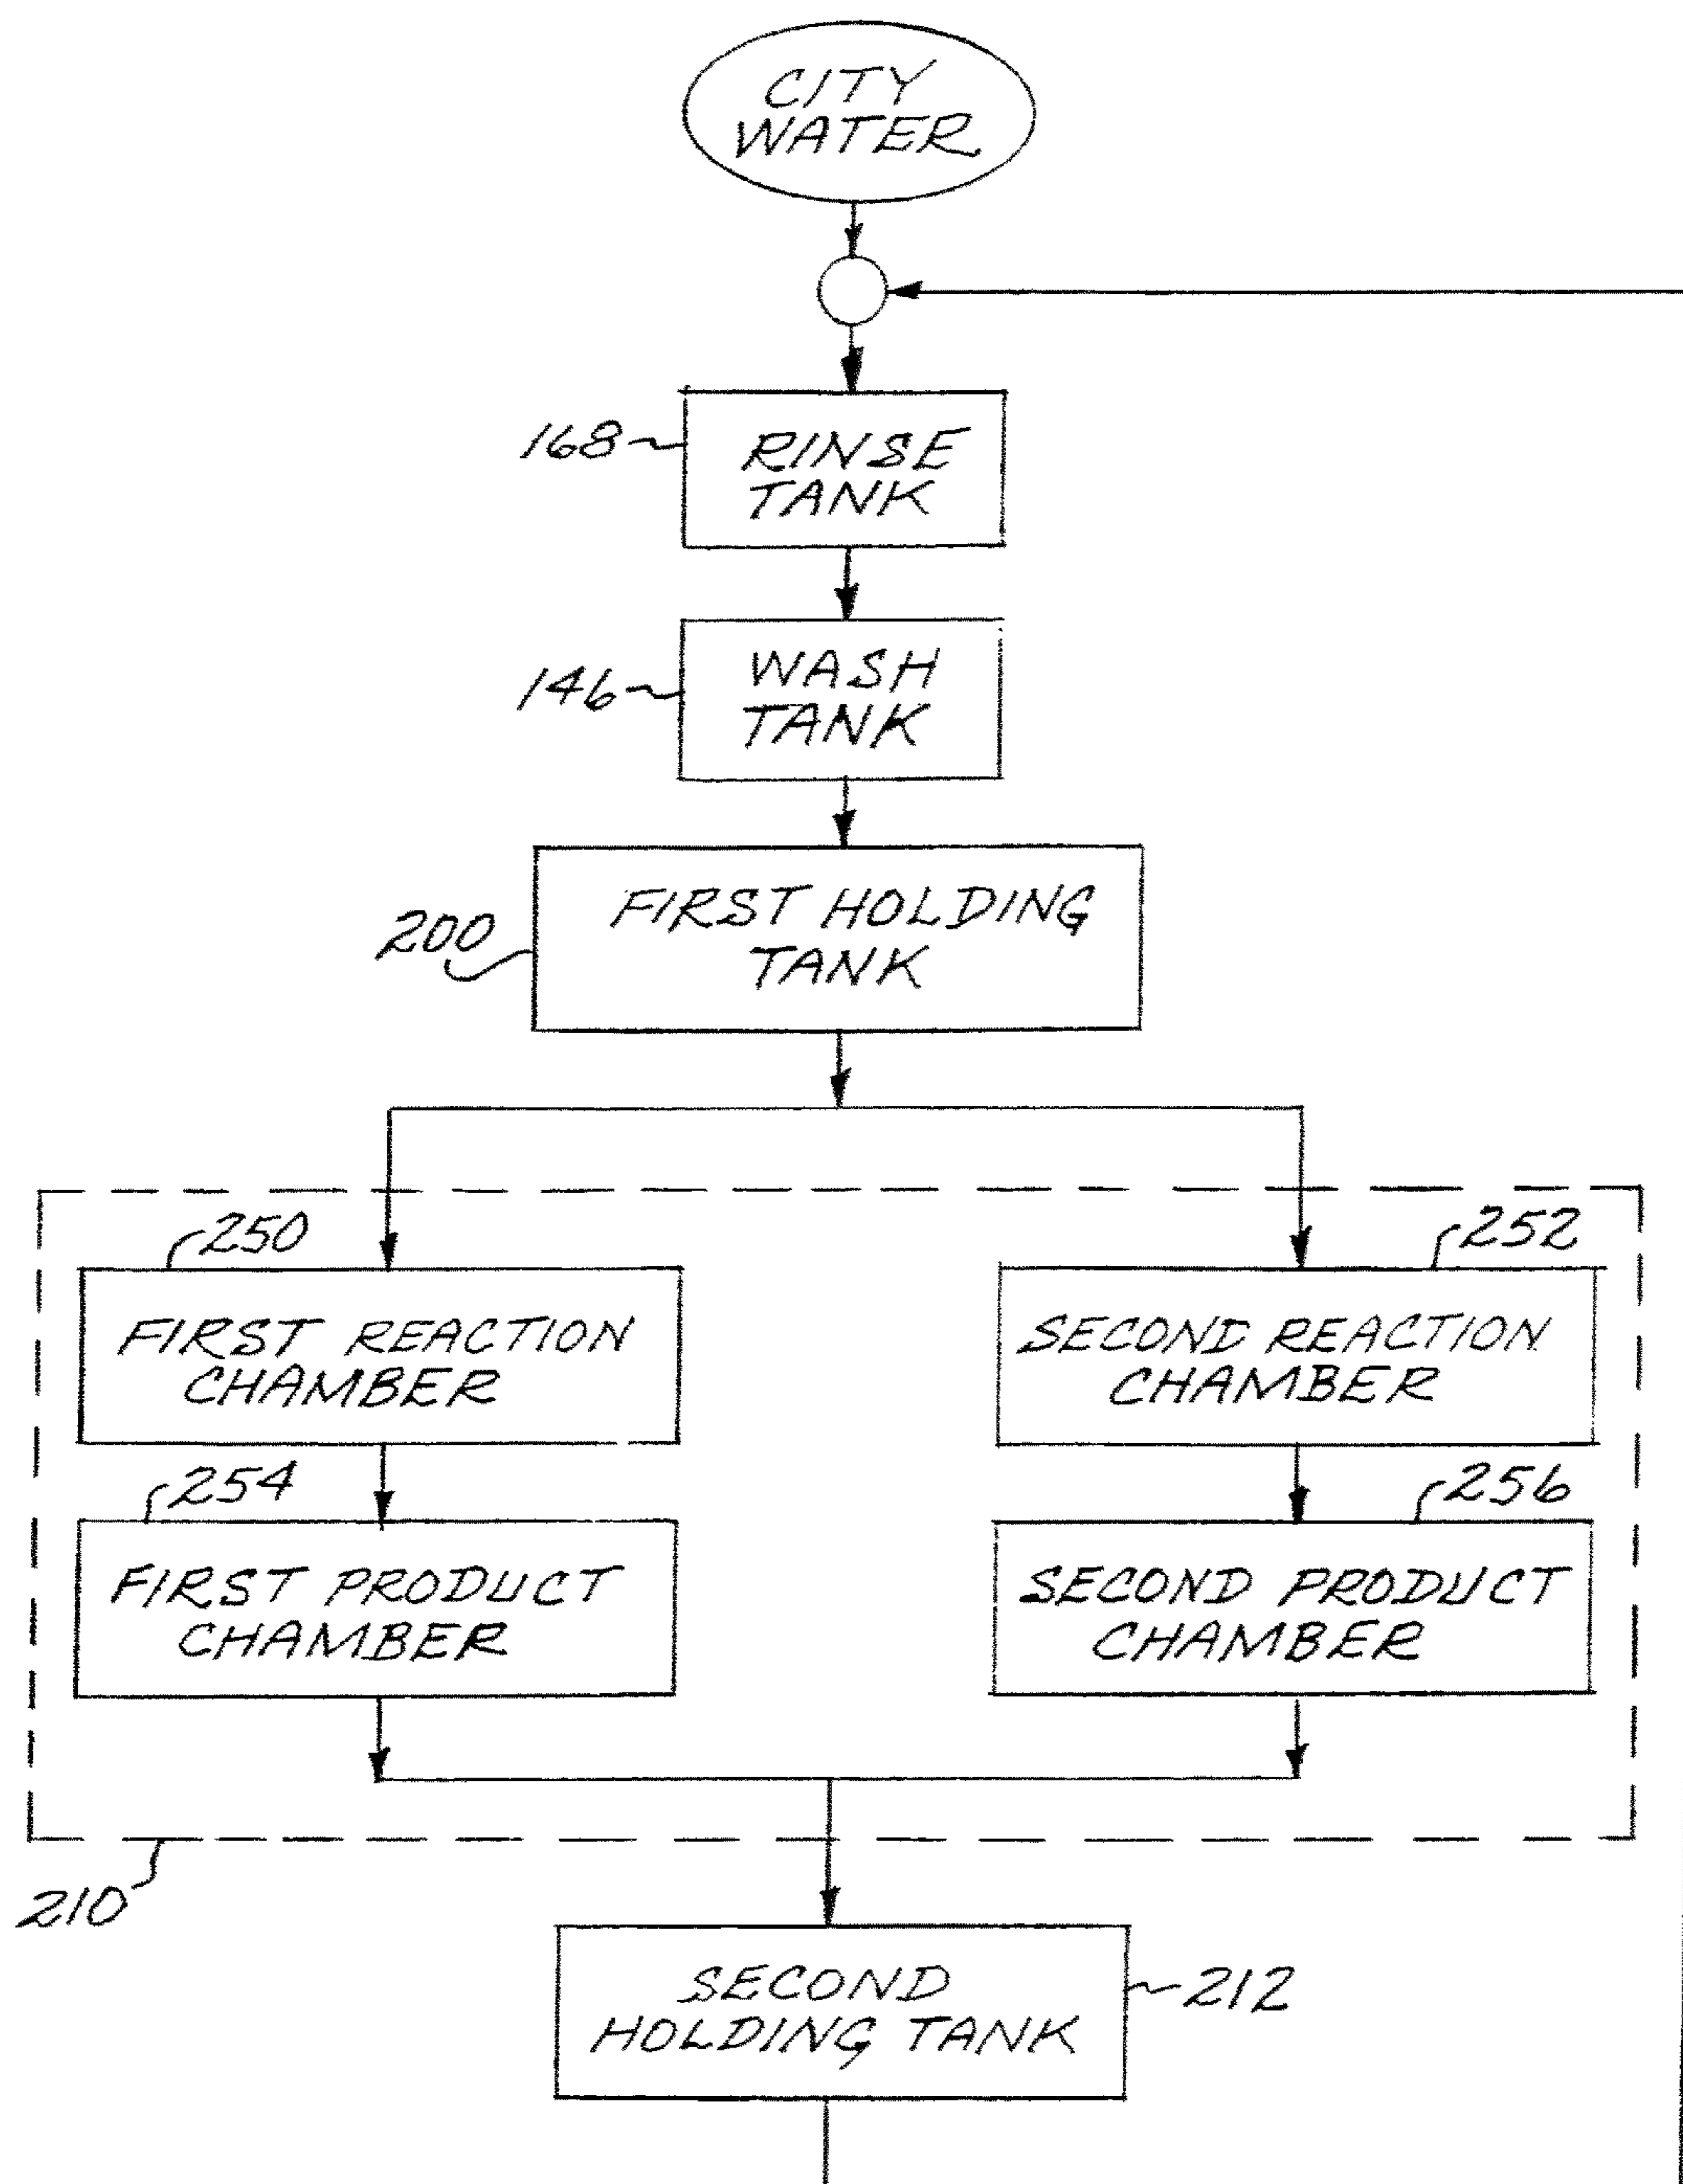 CITY
WATER
168
RINSE
TANK
146
WASH
TANK
200
FIRST HOLDING
TANK
250
252
FIRST REACTION
CHAMBER
SECOND REACTION
CHAMBER
254
256
FIRST PRODUCT
CHAMBER
SECOND PRODUCT
CHAMBER
210
SECOND
HOLDING TANK
212